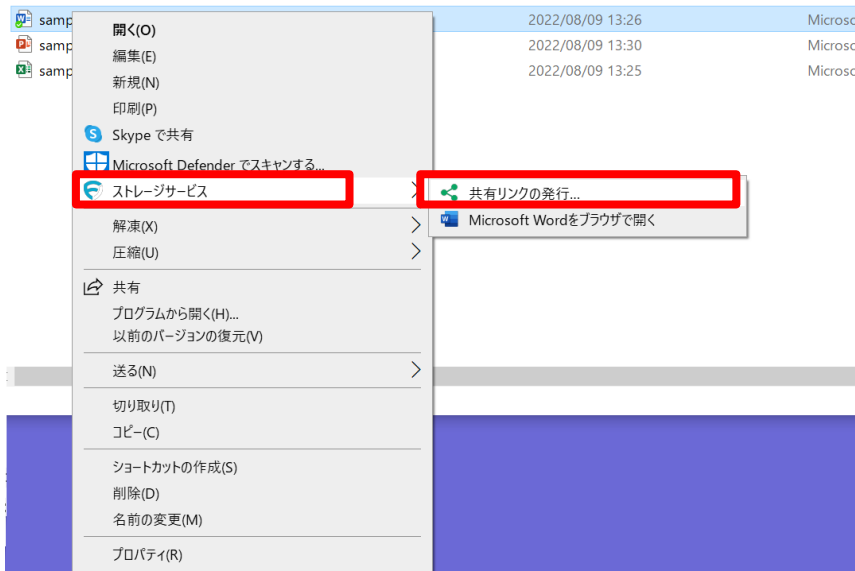 samp 2022/08/09 13:26 Microso
samp 2022/08/09 13:30 Microso
samp 2022/08/09 13:25 Microso
開く(O)
編集(E)
新規(N)
印刷(P)
Skype で共有
Microsoft Defender でスキャンする...
ストレージサービス
共有リンクの発行...
Microsoft Wordをブラウザで開く
解凍(X)
圧縮(U)
共有
プログラムから開く(H)...
以前のバージョンの復元(V)
送る(N)
切り取り(T)
コピー(C)
ショートカットの作成(S)
削除(D)
名前の変更(M)
プロパティ(R)